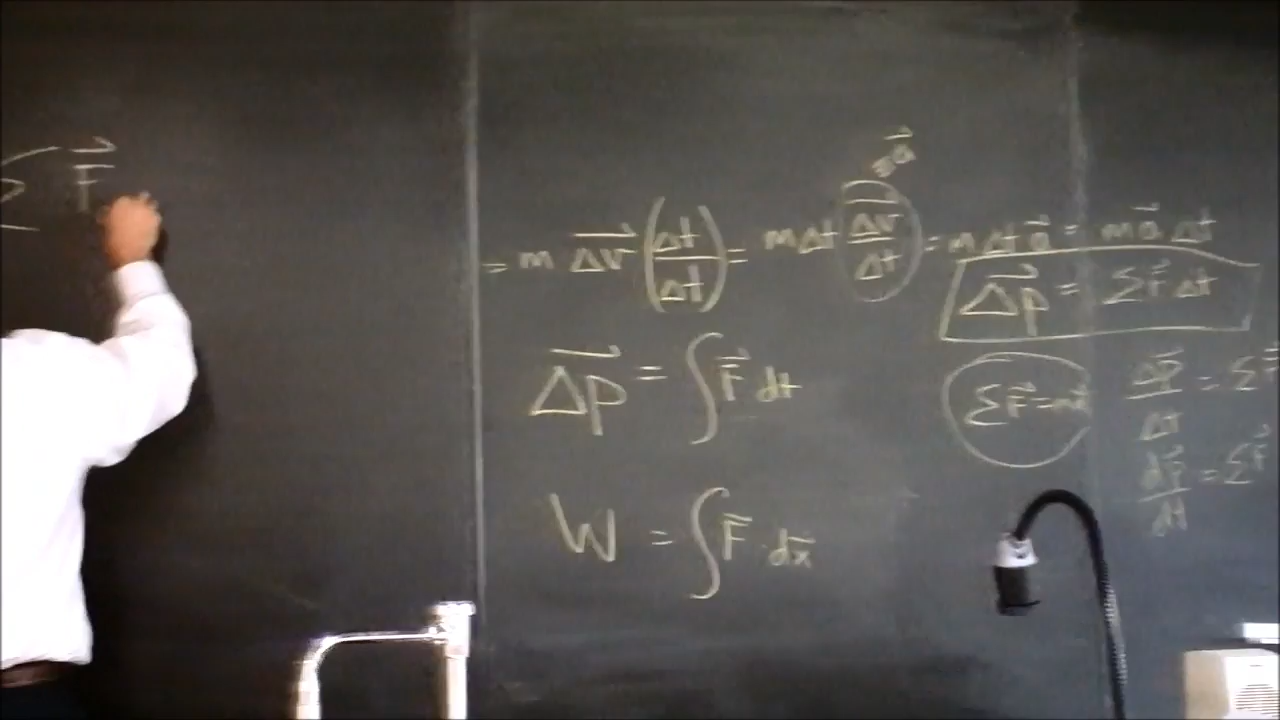 Σ F⃗
≡ a⃗
= m Δv⃗ (Δt/Δt) = mΔt Δv⃗/Δt = mΔt a⃗ = m a⃗ Δt
Δp⃗ = ΣF⃗ Δt
Δp⃗ = ∫ F⃗ dt
ΣF⃗ = ma⃗
Δp⃗/Δt = ΣF⃗
dp⃗/dt = ΣF⃗
W = ∫ F⃗ · dx⃗